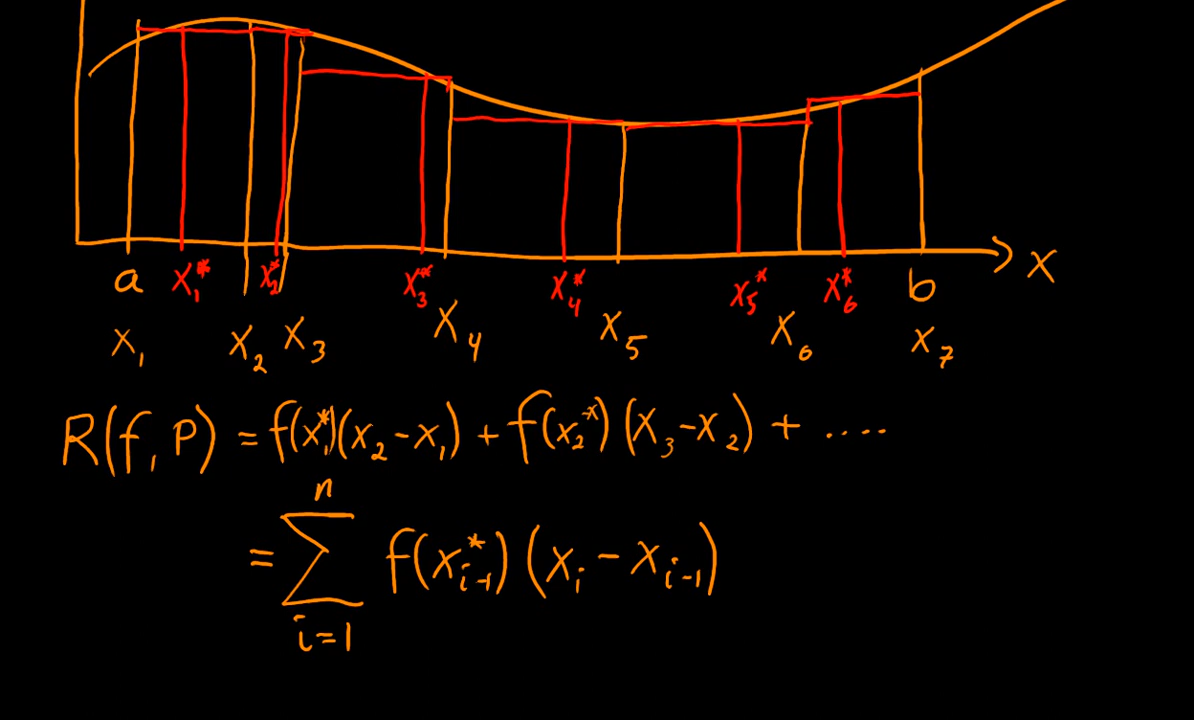 a x₁* x₂* x₃* x₄* x₅* x₆* b x
x₁ x₂ x₃ x₄ x₅ x₆ x₇
R(f, P) = f(x₁*)(x₂-x₁) + f(x₂*)(x₃-x₂) + ....
n
= ∑ f(x*ᵢ₋₁)(xᵢ - xᵢ₋₁)
i=1